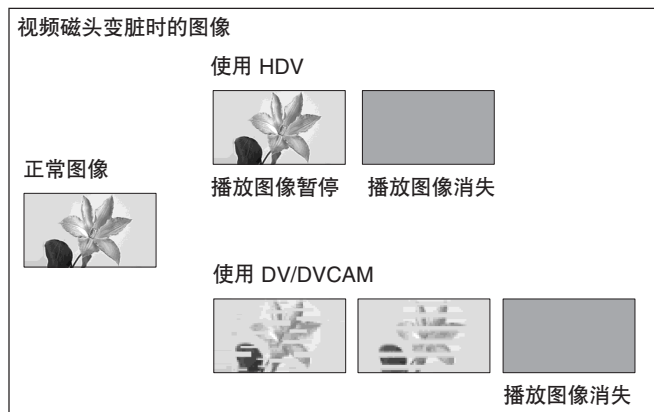 视频磁头变脏时的图像
使用 HDV
正常图像
播放图像暂停
播放图像消失
使用 DV/DVCAM
播放图像消失